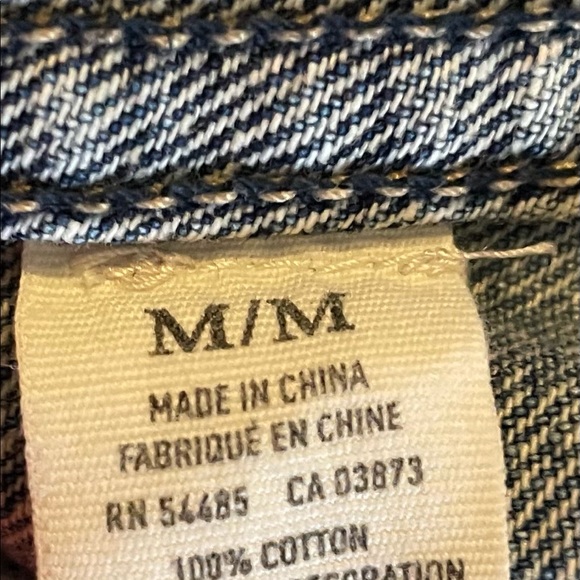 M/M
MADE IN CHINA
FABRIQUÉ EN CHINE
RN 54485 CA 03873
100% COTTON